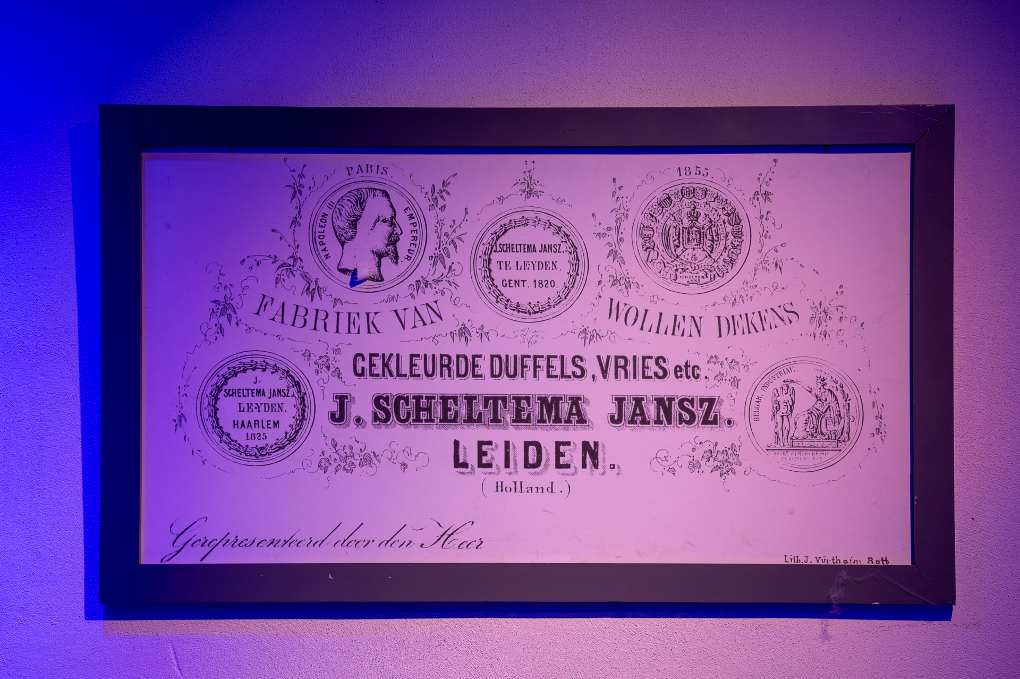 PARIS
1855.
NAPOLEON III EMPEREUR
J. SCHELTEMA JANSZ.
TE LEYDEN.
GENT. 1820.
FABRIEK VAN WOLLEN DEKENS
GEKLEURDE DUFFELS, VRIES etc.
J. SCHELTEMA JANSZ.
LEIDEN.
(Holland.)
J.
SCHELTEMA JANSZ.
LEYDEN.
HAARLEM
1825
Gerepresenteerd door den Heer
Lith. J. Vürtheim Rott